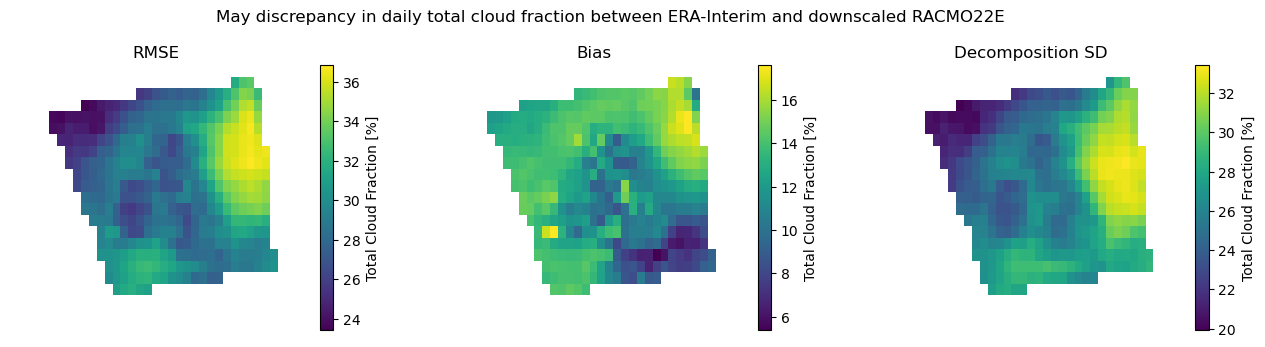 May discrepancy in daily total cloud fraction between ERA-Interim and downscaled RACMO22E
RMSE
36
34
32
30
28
26
24
Total Cloud Fraction [%]
Bias
16
14
12
10
8
6
Total Cloud Fraction [%]
Decomposition SD
32
30
28
26
24
22
20
Total Cloud Fraction [%]